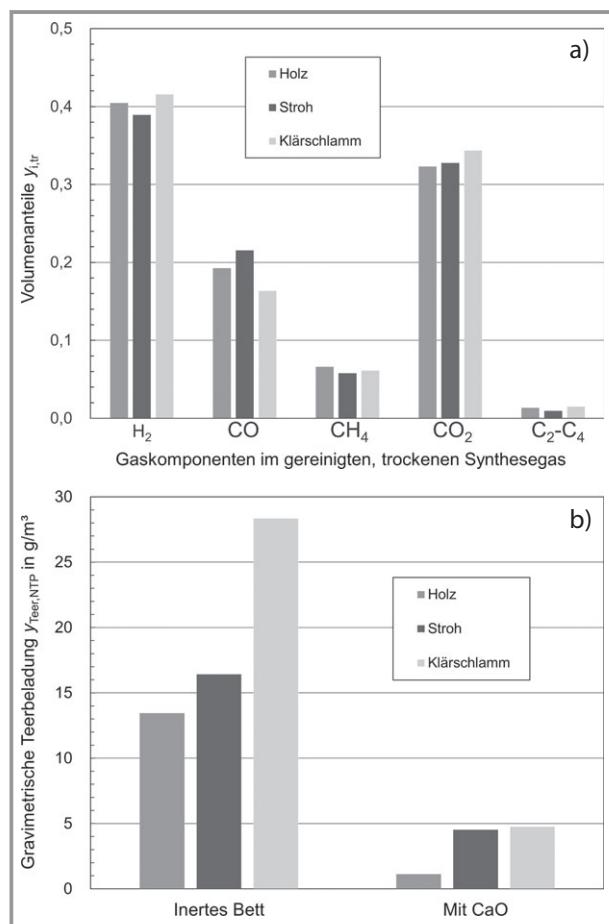 a)
0,5
0,4
0,3
0,2
0,1
0,0
Volumenanteile y_i,tr
Holz
Stroh
Klärschlamm
H₂ CO CH₄ CO₂ C₂-C₄
Gaskomponenten im gereinigten, trockenen Synthesegas
b)
30
25
20
15
10
5
0
Gravimetrische Teerbeladung y_Teer,NTP in g/m³
Holz
Stroh
Klärschlamm
Inertes Bett Mit CaO